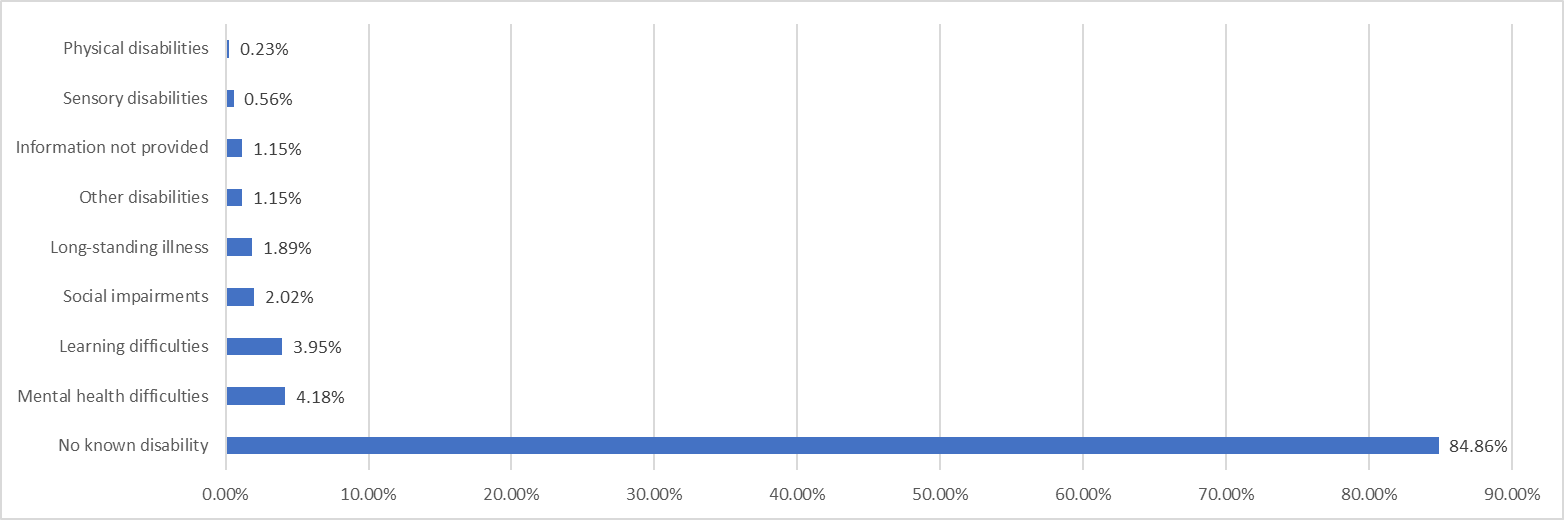 Physical disabilities 0.23%
Sensory disabilities 0.56%
Information not provided 1.15%
Other disabilities 1.15%
Long-standing illness 1.89%
Social impairments 2.02%
Learning difficulties 3.95%
Mental health difficulties 4.18%
No known disability 84.86%
0.00% 10.00% 20.00% 30.00% 40.00% 50.00% 60.00% 70.00% 80.00% 90.00%